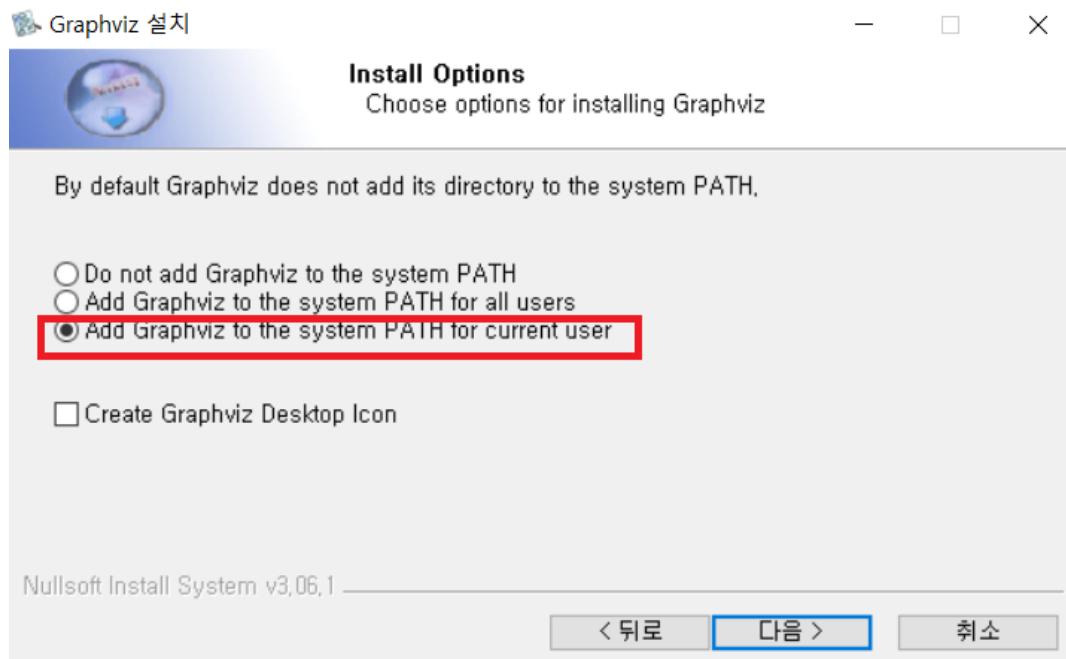 Graphviz 설치
Install Options
Choose options for installing Graphviz
By default Graphviz does not add its directory to the system PATH.
Do not add Graphviz to the system PATH
Add Graphviz to the system PATH for all users
Add Graphviz to the system PATH for current user
Create Graphviz Desktop Icon
Nullsoft Install System v3.06.1
< 뒤로
다음 >
취소